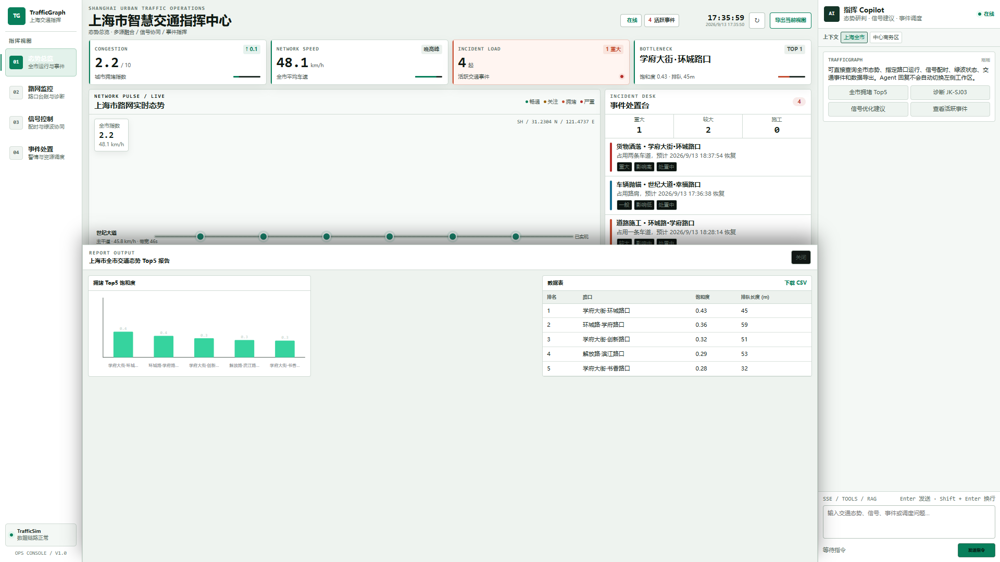 TG
TrafficGraph
上海交通指挥
指挥视图
01
态势总览
全市运行与事件
02
路网监控
路口台账与诊断
03
信号控制
配时与绿波协同
04
事件处置
警情与资源调度
TrafficSim
数据链路正常
OPS CONSOLE / V1.0
SHANGHAI URBAN TRAFFIC OPERATIONS
上海市智慧交通指挥中心
态势总览 · 多源融合 / 信号协同 / 事件指挥
在线
4 活跃事件
17:35:59
2026/9/13 17:35:50
↻
导出当前视图
CONGESTION
↑ 0.1
2.2 / 10
城市拥堵指数
NETWORK SPEED
晚高峰
48.1 km/h
全市平均车速
INCIDENT LOAD
1 重大
4 起
活跃交通事件
BOTTLENECK
TOP 1
学府大街·环城路口
饱和度 0.43 · 排队 45m
NETWORK PULSE / LIVE
上海市路网实时态势
畅通 关注 拥堵 严重
全市指数
2.2
48.1 km/h
SH / 31.2304 N / 121.4737 E
世纪大道
主干道 · 45.8 km/h · 带宽 46s
已实现
INCIDENT DESK
事件处置台
4
重大
1
较大
2
施工
0
货物洒落 • 学府大街•环城路口
占用两条车道，预计 2026/9/13 18:37:54 恢复
重大 影响高 处置中
车辆抛锚 • 世纪大道•幸福路口
占用路肩，预计 2026/9/13 17:36:38 恢复
一般 影响低 处置中
道路施工 • 环城路•学府路口
占用一条车道，预计 2026/9/13 18:28:14 恢复
较大 影响中 处置中
REPORT OUTPUT
上海市全市交通态势 Top5 报告
关闭
拥堵 Top5 饱和度
0.4
0.4
0.3
0.3
0.3
学府大街·环城...
环城路·学府路...
学府大街·创新...
解放路·滨江路...
学府大街·书香...
数据表
下载 CSV
排名 路口 饱和度 排队长度 (m)
1 学府大街·环城路口 0.43 45
2 环城路·学府路口 0.36 59
3 学府大街·创新路口 0.32 51
4 解放路·滨江路口 0.29 53
5 学府大街·书香路口 0.28 32
AI
指挥 Copilot
态势研判 · 信号建议 · 事件调度
在线
上下文 上海全市 中心商务区
TRAFFICGRAPH
刚刚
可直接查询全市态势、指定路口运行、信号配时、绿波状态、交
通事件和数据导出。Agent 回复不会自动切换左侧工作区。
全市拥堵 Top5
诊断 JK-SJ03
信号优化建议
查看活跃事件
SSE / TOOLS / RAG
Enter 发送 · Shift + Enter 换行
输入交通态势、信号、事件或调度问题...
等待指令
发送指令